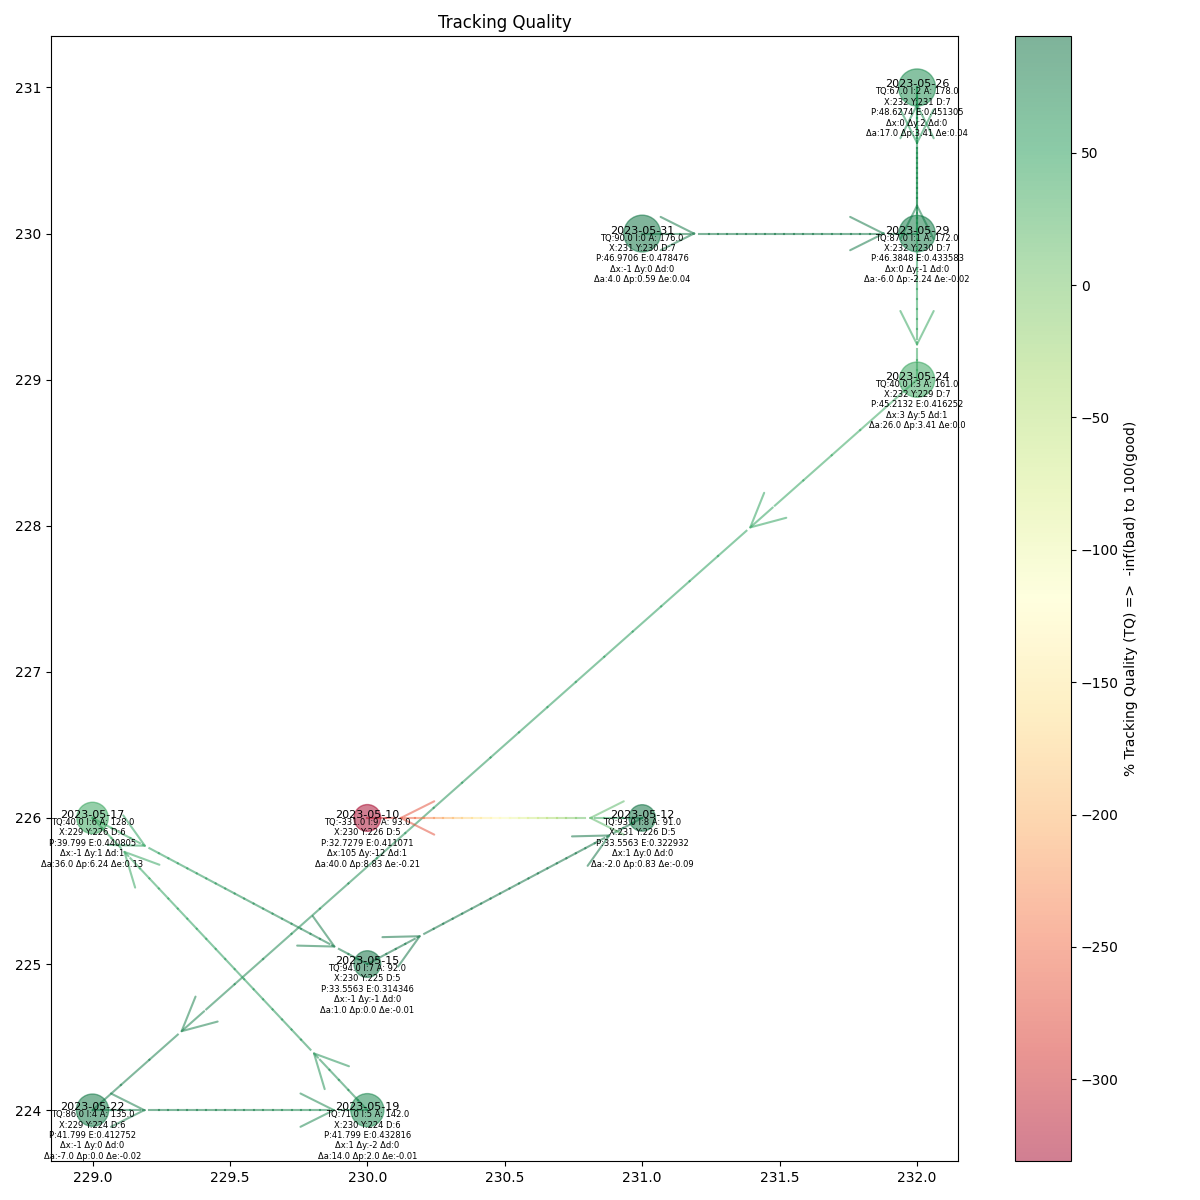 Tracking Quality
231
230
229
228
227
226
225
224
229.0
229.5
230.0
230.5
231.0
231.5
232.0
2023-05-26
TQ:67.0 I:2 A: 178.0
X:232 Y:231 D:7
P:48.6274 E:0.451305
Δx:0 Δy:2 Δd:0
Δa:17.0 Δp:3.41 Δe:0.04
2023-05-31
TQ:90.0 I:0 A: 176.0
X:231 Y:230 D:7
P:46.9706 E:0.478476
Δx:-1 Δy:0 Δd:0
Δa:4.0 Δp:0.59 Δe:0.04
2023-05-29
TQ:87.0 I:1 A: 172.0
X:232 Y:230 D:7
P:46.3848 E:0.433583
Δx:0 Δy:-1 Δd:0
Δa:-6.0 Δp:-2.24 Δe:-0.02
2023-05-24
TQ:40.0 I:3 A: 161.0
X:232 Y:229 D:7
P:45.2132 E:0.416252
Δx:3 Δy:5 Δd:1
Δa:26.0 Δp:3.41 Δe:0.0
2023-05-17
TQ:40.0 I:6 A: 128.0
X:229 Y:226 D:6
P:39.799 E:0.440805
Δx:-1 Δy:1 Δd:1
Δa:36.0 Δp:6.24 Δe:0.13
2023-05-10
TQ:-331.0 I:9 A: 93.0
X:230 Y:226 D:5
P:32.7279 E:0.411071
Δx:105 Δy:-12 Δd:1
Δa:40.0 Δp:8.83 Δe:-0.21
2023-05-12
TQ:93.0 I:8 A: 91.0
X:231 Y:226 D:5
P:33.5563 E:0.322932
Δx:1 Δy:0 Δd:0
Δa:-2.0 Δp:0.83 Δe:-0.09
2023-05-15
TQ:94.0 I:7 A: 92.0
X:230 Y:225 D:5
P:33.5563 E:0.314346
Δx:-1 Δy:-1 Δd:0
Δa:1.0 Δp:0.0 Δe:-0.01
2023-05-22
TQ:86.0 I:4 A: 135.0
X:229 Y:224 D:6
P:41.799 E:0.412752
Δx:-1 Δy:0 Δd:0
Δa:-7.0 Δp:0.0 Δe:-0.02
2023-05-19
TQ:71.0 I:5 A: 142.0
X:230 Y:224 D:6
P:41.799 E:0.432816
Δx:1 Δy:-2 Δd:0
Δa:14.0 Δp:2.0 Δe:-0.01
50
0
−50
−100
−150
−200
−250
−300
% Tracking Quality (TQ) => -inf(bad) to 100(good)